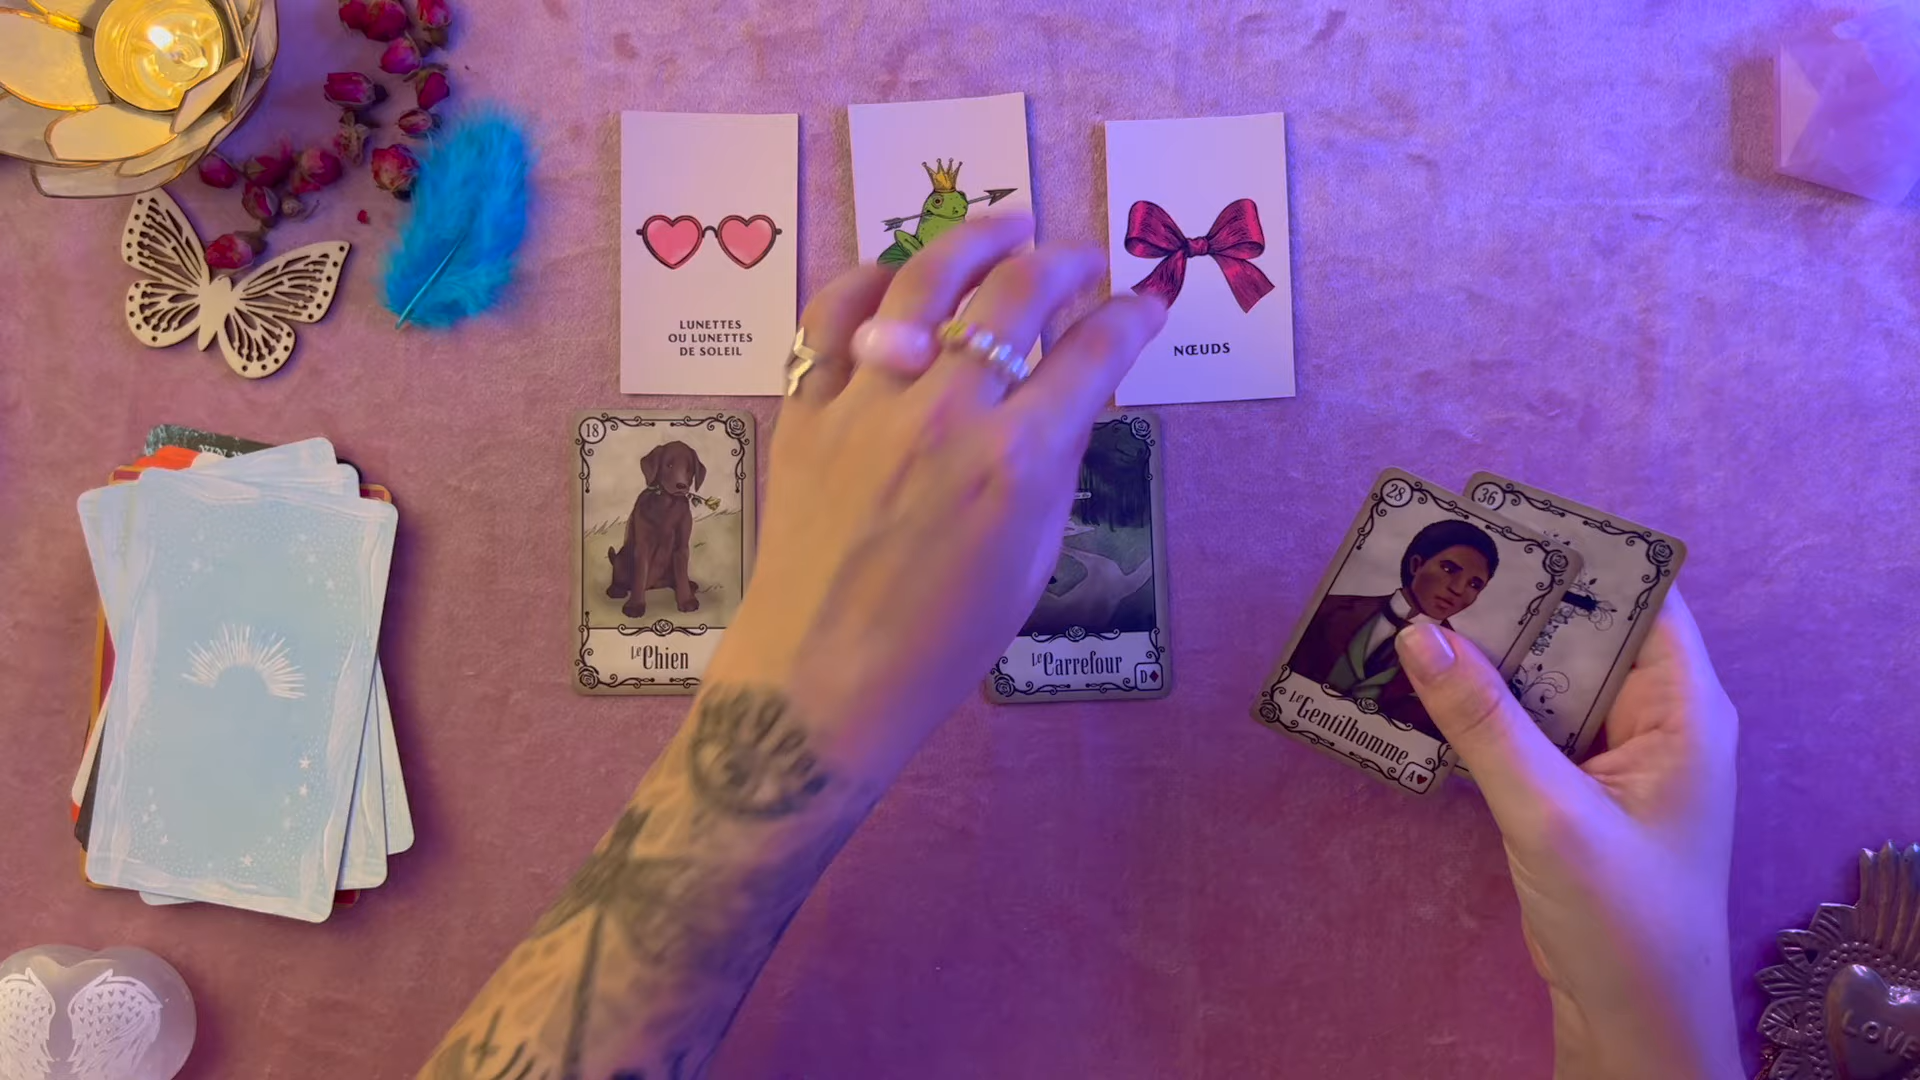 LUNETTES
OU LUNETTES
DE SOLEIL
NŒUDS
18
Le Chien
Le Carrefour
D
28
Le Gentilhomme
A
36
LOVE